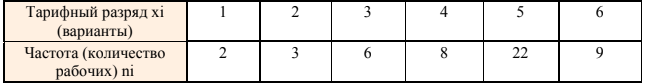 Тарифный разряд xi 1 2 3 4 5 6
(варианты)
Частота (количество 2 3 6 8 22 9
рабочих) ni